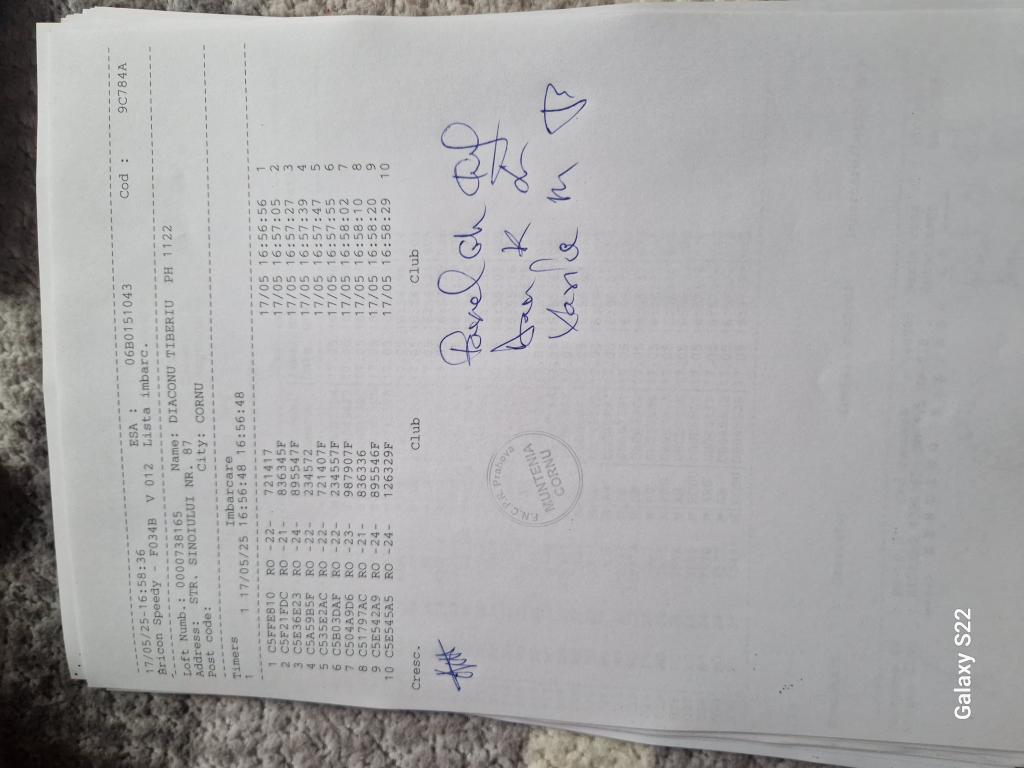 ESA : 06B0151043 Cod : 9C784A
17/05/25-16:58:36
Bricon Speedy - F034B V 012 Lista imbarc.
Loft Numb.: 0000738165 Name: DIACONU TIBERIU PH 1122
Address: STR. SINOIULUI NR. 87
Post code: City: CORNU
Timers Imbarcare
1 1 17/05/25 16:56:48 16:56:48
1 C5FFE810 RO -22- 721417 17/05 16:56:56 1
2 C5F21FDC RO -21- 836345F 17/05 16:57:05 2
3 C5E36E23 RO -24- 895547F 17/05 16:57:27 3
4 C5A59B5F RO -22- 234572 17/05 16:57:39 4
5 C535E2AC RO -22- 721407F 17/05 16:57:47 5
6 C5B03DAF RO -22- 234557F 17/05 16:57:55 6
7 C504A9D6 RO -23- 987907F 17/05 16:58:02 7
8 C51797AC RO -21- 836336 17/05 16:58:10 8
9 C5E542A9 RO -24- 895546F 17/05 16:58:20 9
10 C5E545A5 RO -24- 126329F 17/05 16:58:29 10
Cresc. Club Club
F.N.C.P.R. Prahova
MUNTENIA
CORNU
Galaxy S22